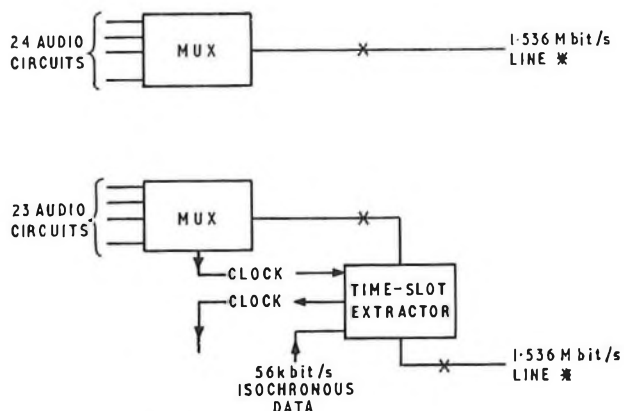 24 AUDIO
CIRCUITS
MUX
1·536 M bit/s
LINE *
23 AUDIO
CIRCUITS
MUX
CLOCK
CLOCK
TIME-SLOT
EXTRACTOR
56k bit/s
ISOCHRONOUS
DATA
1·536 M bit/s
LINE *